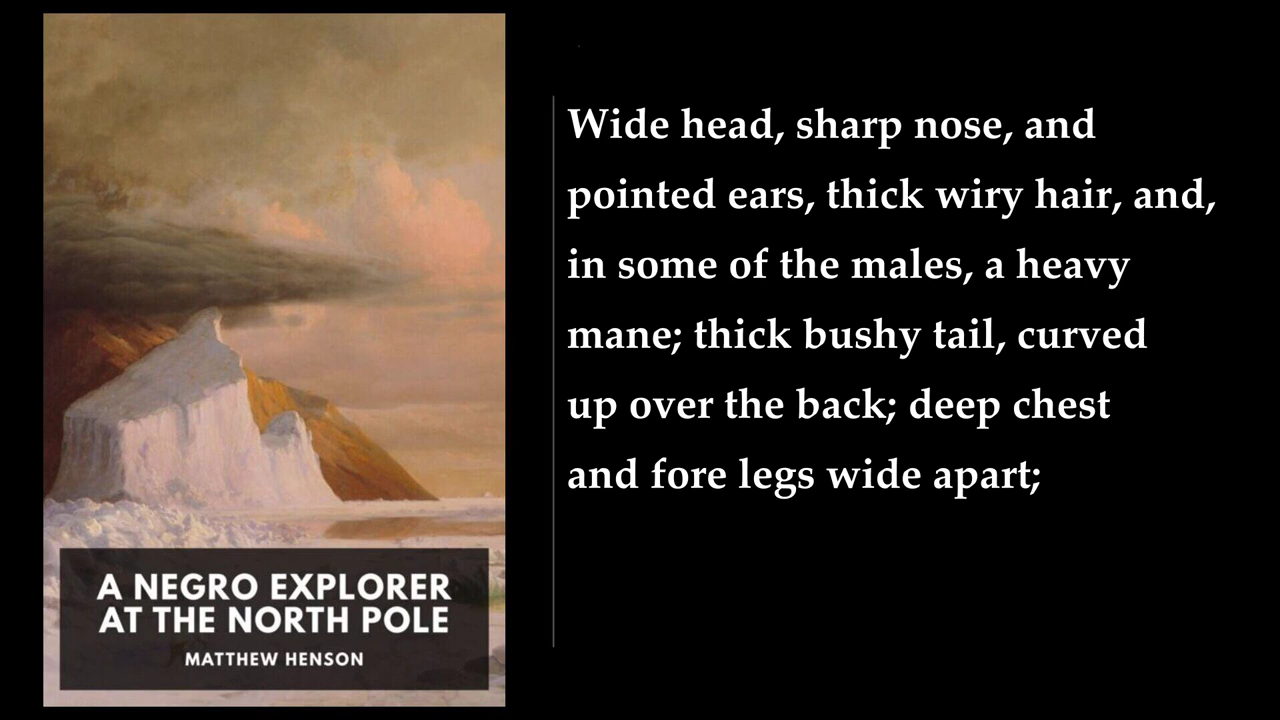 Wide head, sharp nose, and
pointed ears, thick wiry hair, and,
in some of the males, a heavy
mane; thick bushy tail, curved
up over the back; deep chest
and fore legs wide apart;
A NEGRO EXPLORER
AT THE NORTH POLE
MATTHEW HENSON